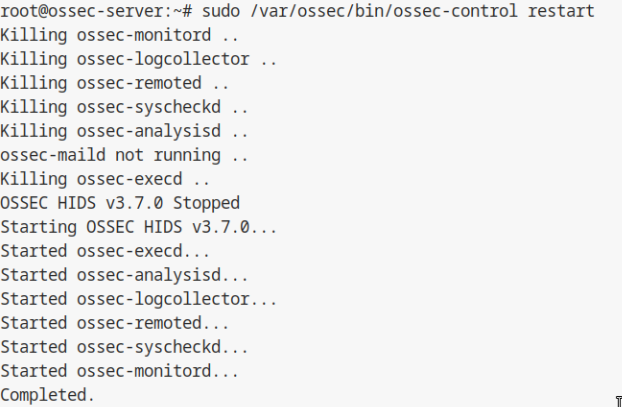 root@ossec-server:~# sudo /var/ossec/bin/ossec-control restart
Killing ossec-monitord ..
Killing ossec-logcollector ..
Killing ossec-remoted ..
Killing ossec-syscheckd ..
Killing ossec-analysisd ..
ossec-maild not running ..
Killing ossec-execd ..
OSSEC HIDS v3.7.0 Stopped
Starting OSSEC HIDS v3.7.0...
Started ossec-execd...
Started ossec-analysisd...
Started ossec-logcollector...
Started ossec-remoted...
Started ossec-syscheckd...
Started ossec-monitord...
Completed.